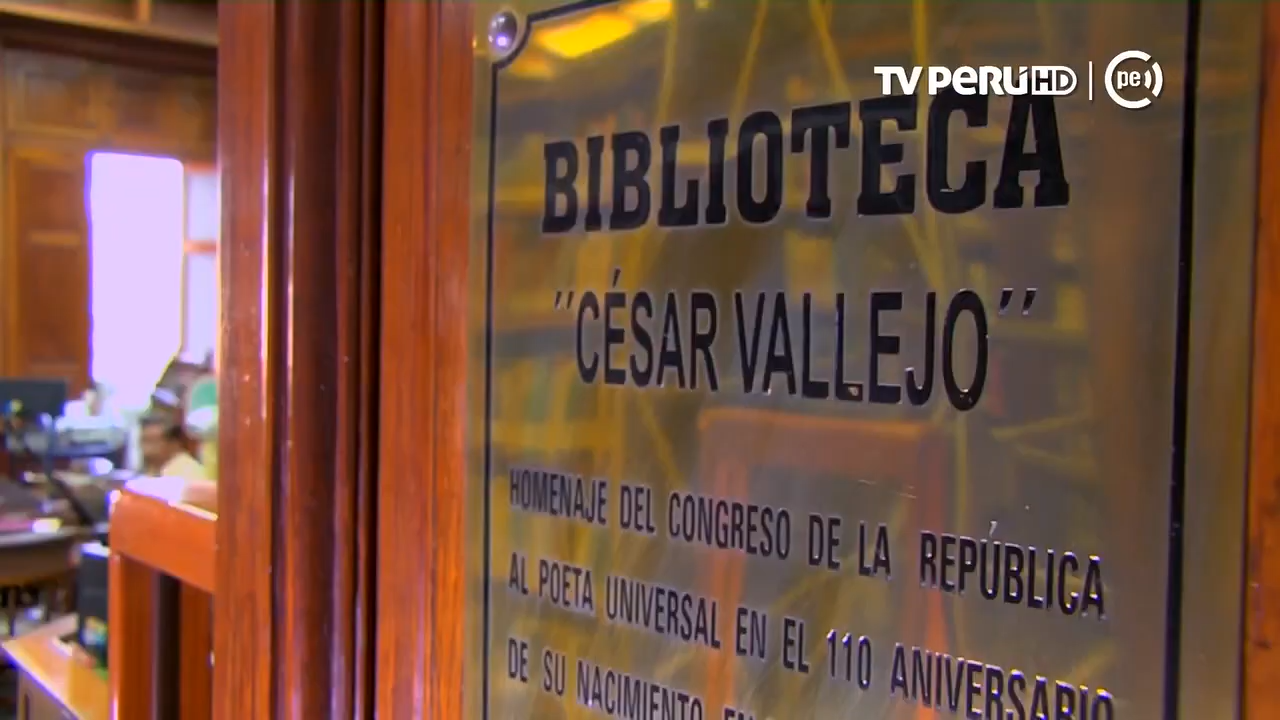 TV PERÚ HD | pe
BIBLIOTECA
"CÉSAR VALLEJO"
HOMENAJE DEL CONGRESO DE LA REPÚBLICA
AL POETA UNIVERSAL EN EL 110 ANIVERSARIO
DE SU NACIMIENTO